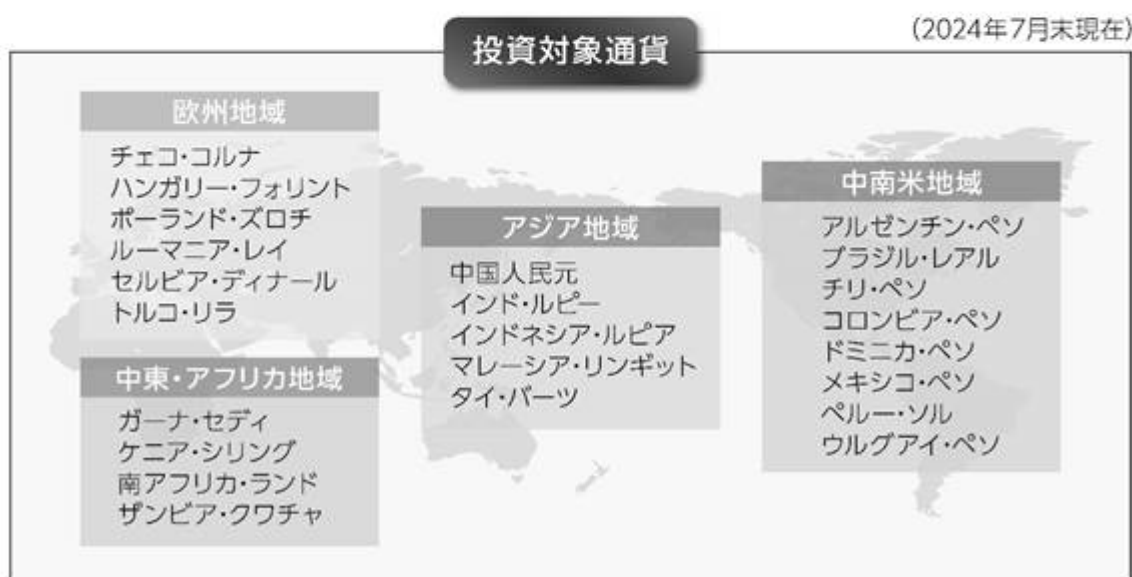 (2024年7月末現在)
投資対象通貨
欧州地域
チェコ・コルナ
ハンガリー・フォリント
ポーランド・ズロチ
ルーマニア・レイ
セルビア・ディナール
トルコ・リラ
中東・アフリカ地域
ガーナ・セディ
ケニア・シリング
南アフリカ・ランド
ザンビア・クワチャ
アジア地域
中国人民元
インド・ルピー
インドネシア・ルピア
マレーシア・リンギット
タイ・バーツ
中南米地域
アルゼンチン・ペソ
ブラジル・レアル
チリ・ペソ
コロンビア・ペソ
ドミニカ・ペソ
メキシコ・ペソ
ペルー・ソル
ウルグアイ・ペソ